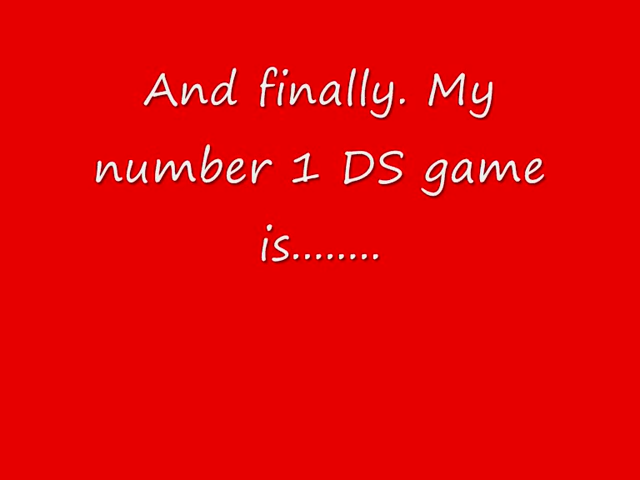 And finally. My
number 1 DS game
is........